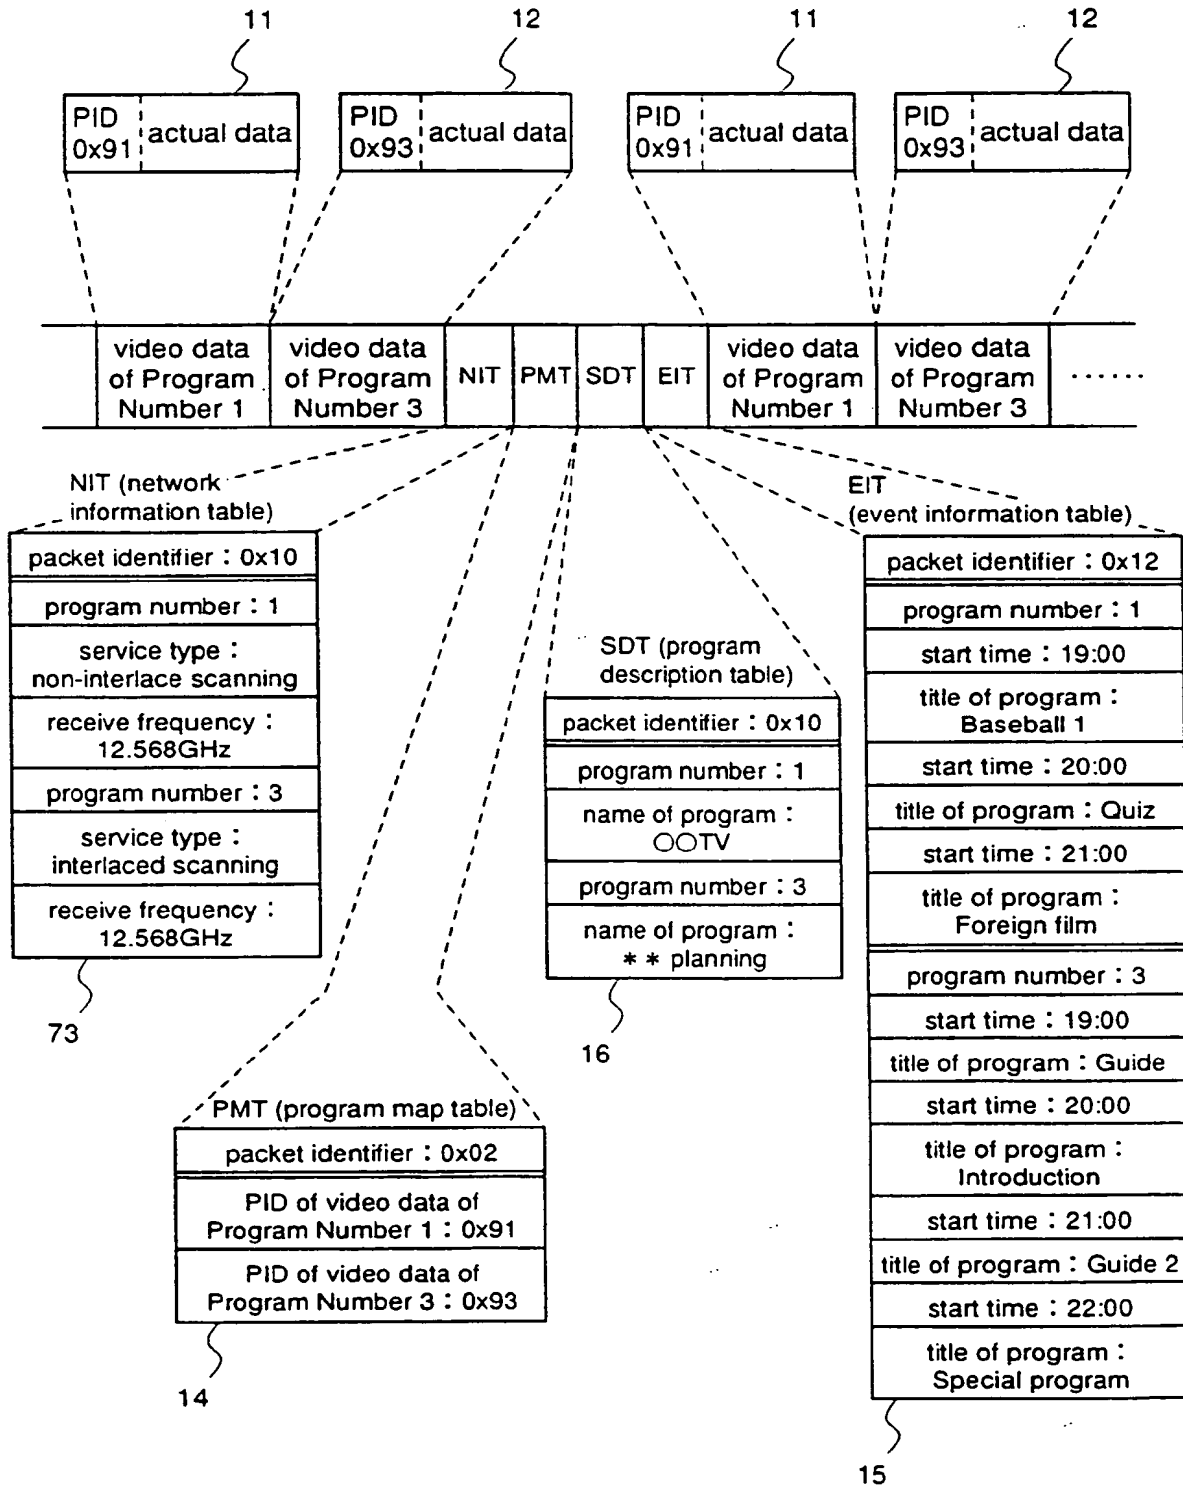 11
12
11
12
PID
0x91
actual data
PID
0x93
actual data
PID
0x91
actual data
PID
0x93
actual data
video data
of Program
Number 1
video data
of Program
Number 3
NIT
PMT
SDT
EIT
video data
of Program
Number 1
video data
of Program
Number 3
......
NIT (network
information table)
packet identifier : 0x10
program number : 1
service type :
non-interlace scanning
receive frequency :
12.568GHz
program number : 3
service type :
interlaced scanning
receive frequency :
12.568GHz
73
PMT (program map table)
packet identifier : 0x02
PID of video data of
Program Number 1 : 0x91
PID of video data of
Program Number 3 : 0x93
14
SDT (program
description table)
packet identifier : 0x10
program number : 1
name of program :
○○TV
program number : 3
name of program :
** planning
16
EIT
(event information table)
packet identifier : 0x12
program number : 1
start time : 19:00
title of program :
Baseball 1
start time : 20:00
title of program : Quiz
start time : 21:00
title of program :
Foreign film
program number : 3
start time : 19:00
title of program : Guide
start time : 20:00
title of program :
Introduction
start time : 21:00
title of program : Guide 2
start time : 22:00
title of program :
Special program
15